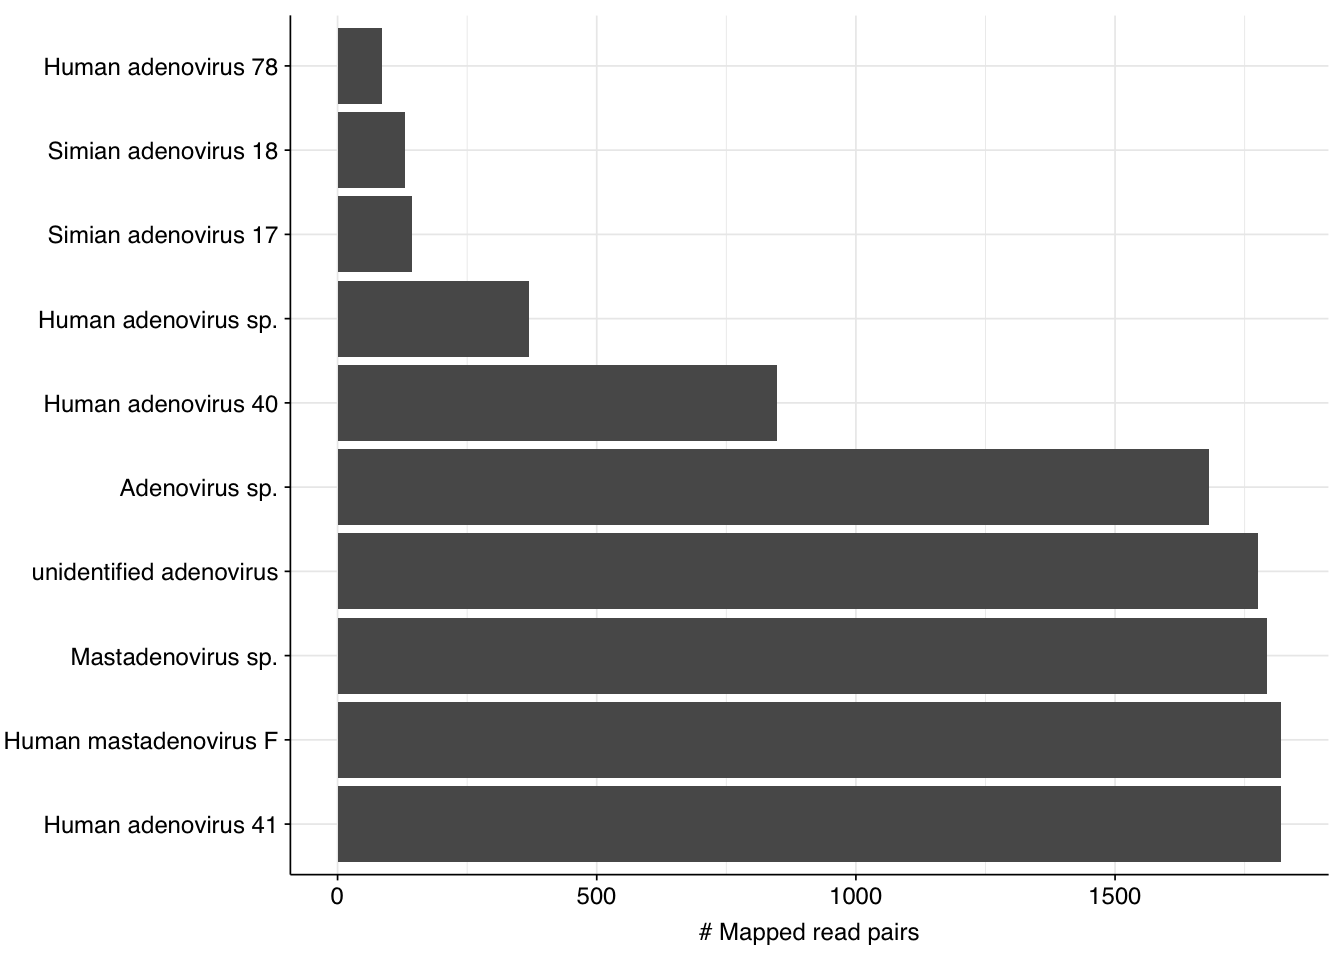 Human adenovirus 78
Simian adenovirus 18
Simian adenovirus 17
Human adenovirus sp.
Human adenovirus 40
Adenovirus sp.
unidentified adenovirus
Mastadenovirus sp.
Human mastadenovirus F
Human adenovirus 41
0 500 1000 1500
# Mapped read pairs